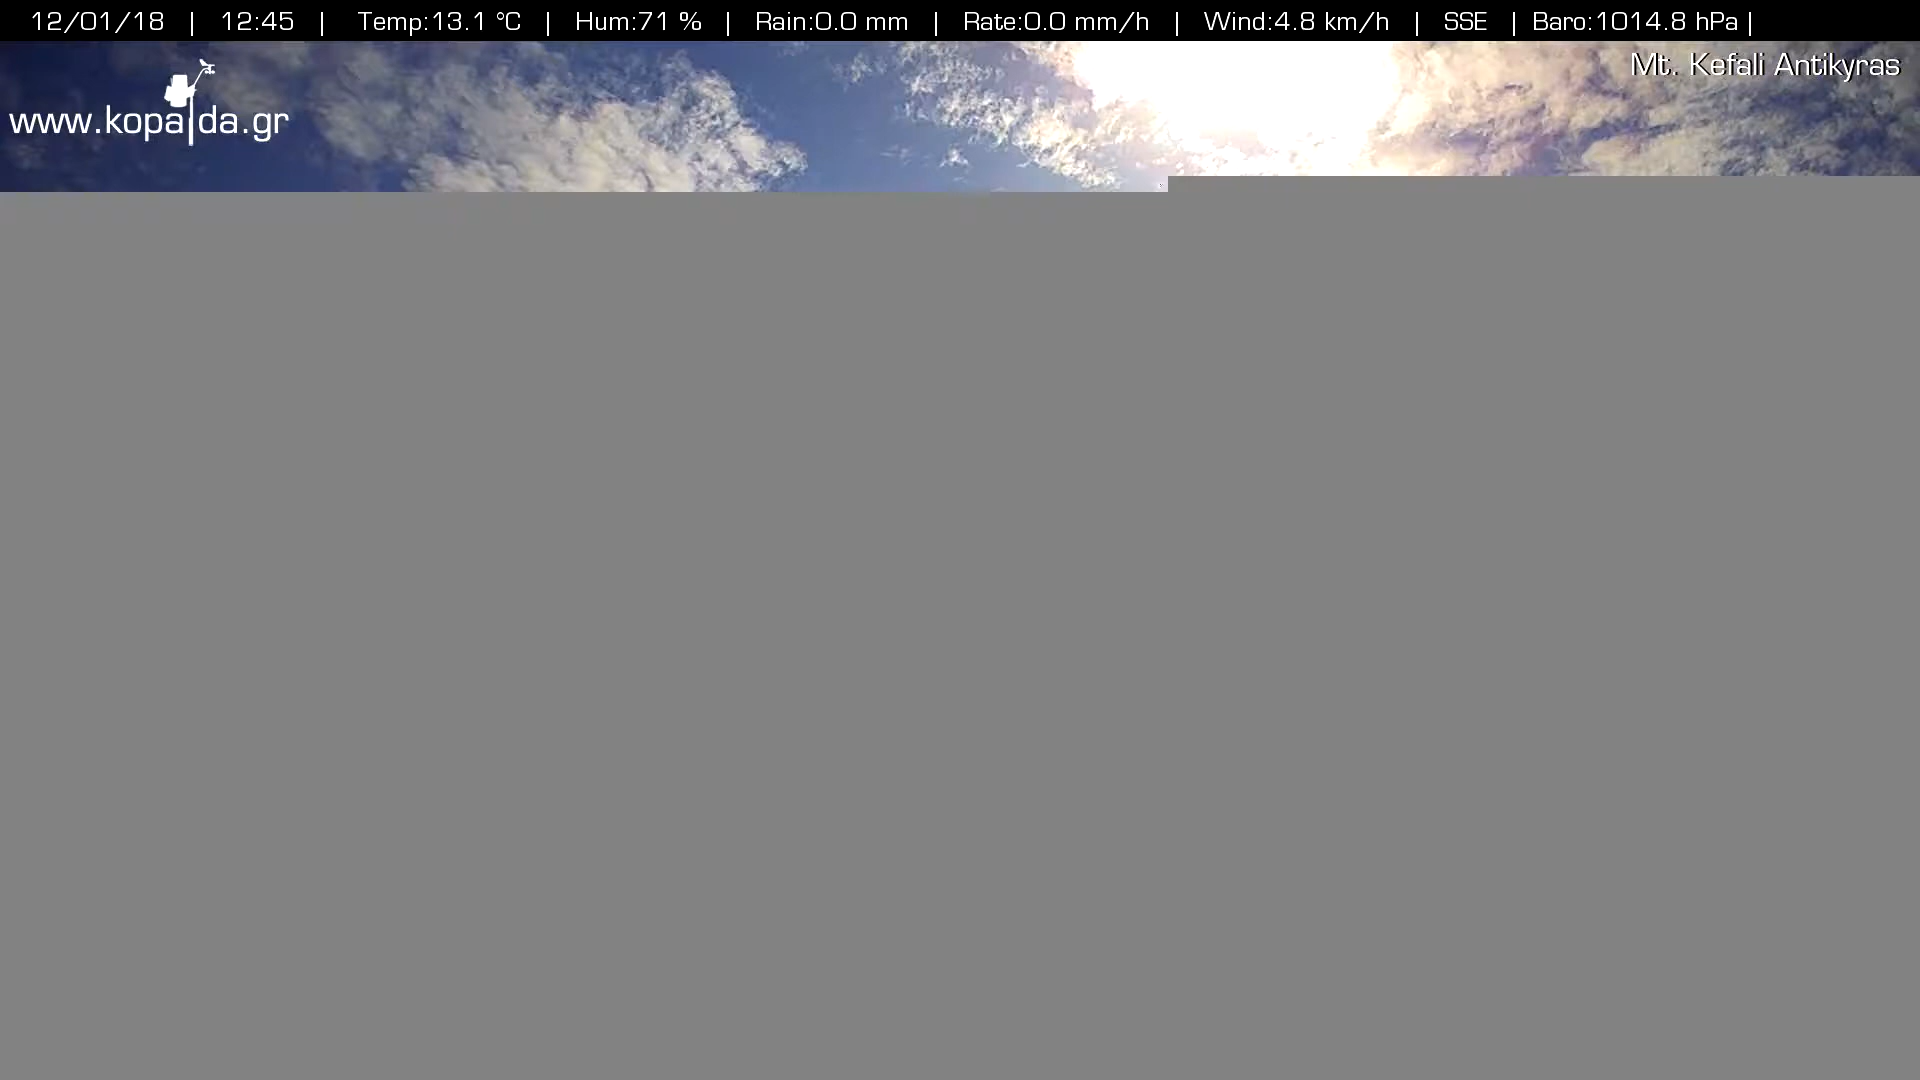 12/01/18 | 12:45 | Temp:13.1 °C | Hum:71 % | Rain:0.0 mm | Rate:0.0 mm/h | Wind:4.8 km/h | SSE | Baro:1014.8 hPa |
Mt. Kefali Antikyras
www.kopaida.gr